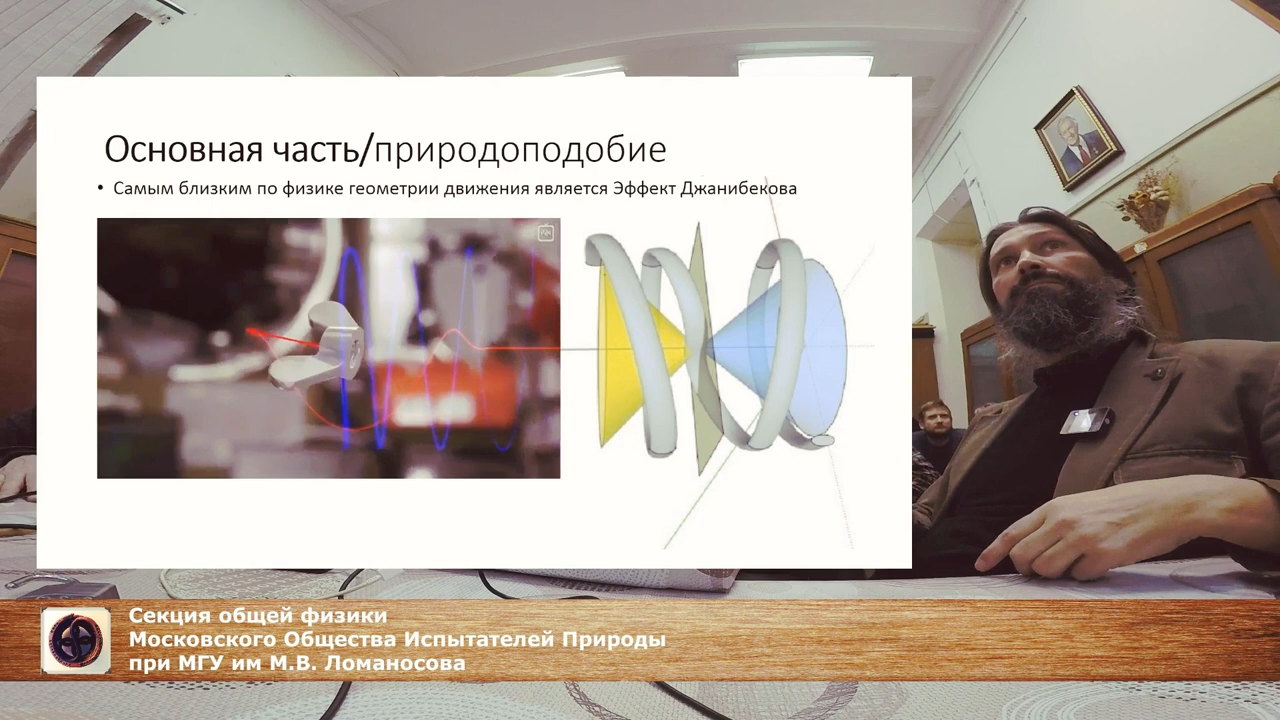 Основная часть/природоподобие
• Самым близким по физике геометрии движения является Эффект Джанибекова
Секция общей физики
Московского Общества Испытателей Природы
при МГУ им М.В. Ломаносова